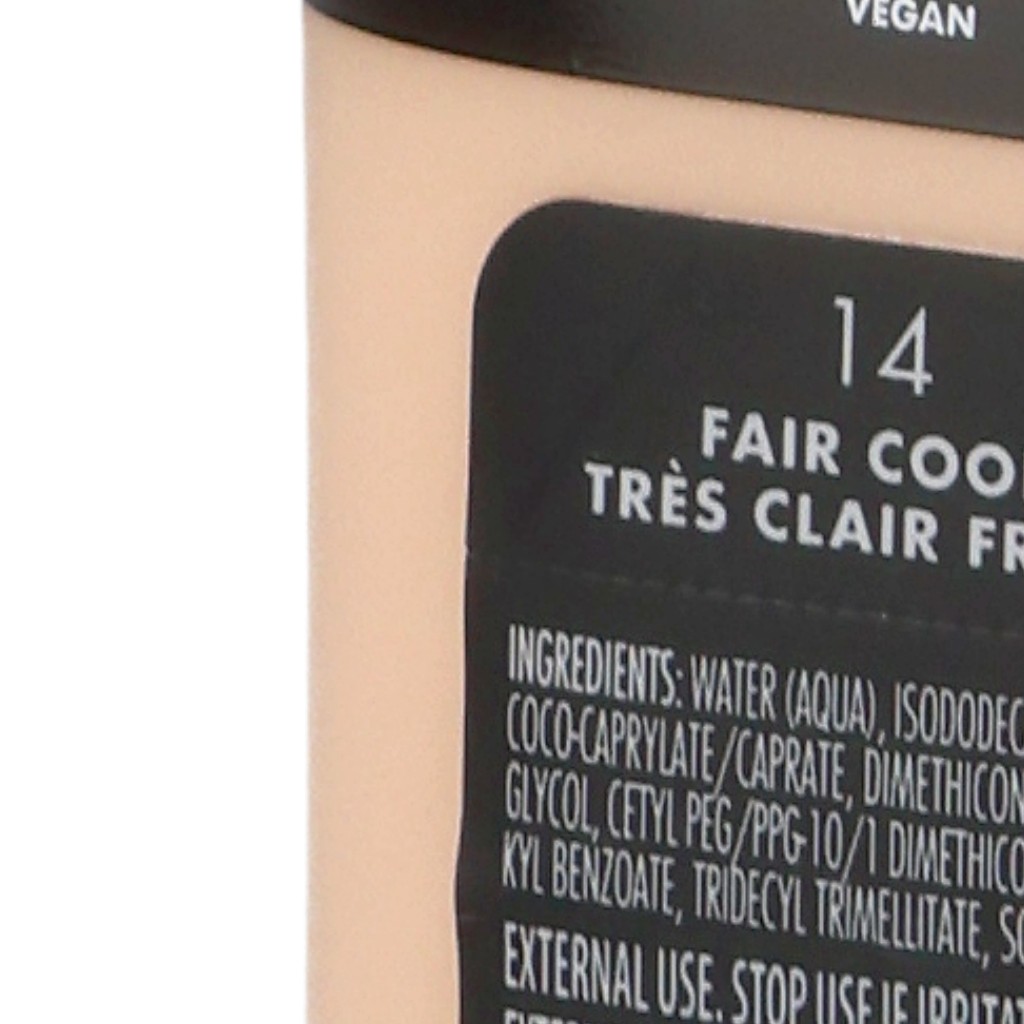 VEGAN
14
FAIR COO
TRÈS CLAIR FR
INGREDIENTS: WATER (AQUA), ISODODEC
COCO-CAPRYLATE/CAPRATE, DIMETHICON
GLYCOL, CETYL PEG/PPG-10/1 DIMETHICO
KYL BENZOATE, TRIDECYL TRIMELLITATE, SO
EXTERNAL USE. STOP USE IF IRRITAT